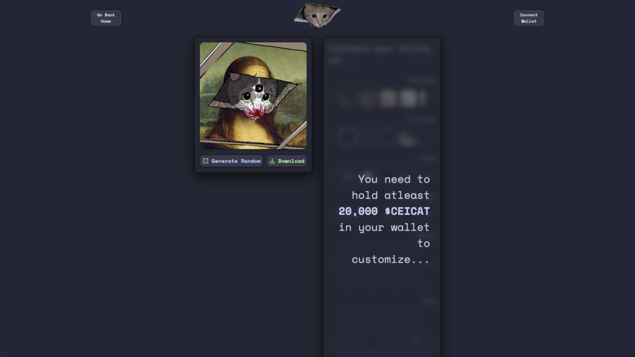 Go Back
Home
Connect
Wallet
Generate Random
Download
You need to
hold atleast
20,000 $CEICAT
in your wallet
to
customize...